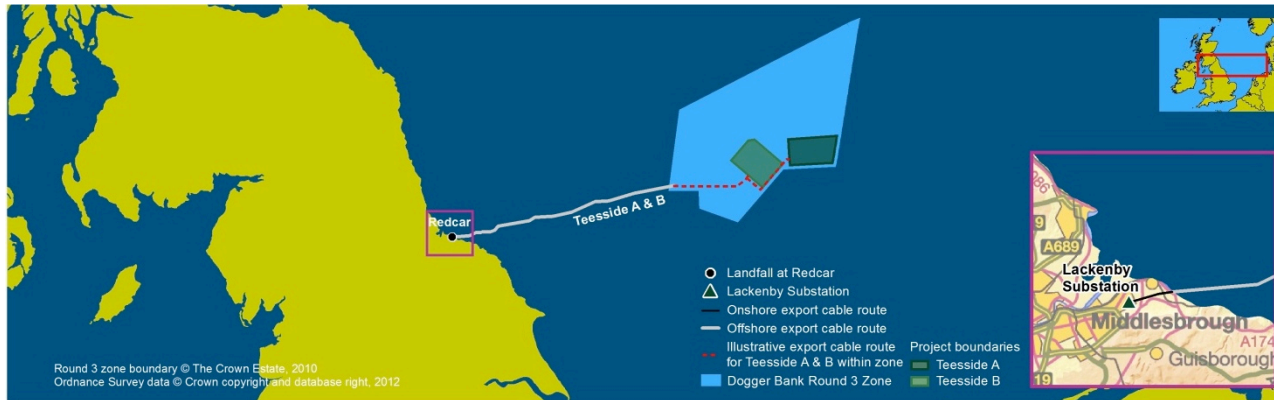 Redcar
Teesside A & B
Landfall at Redcar
Lackenby Substation
Onshore export cable route
Offshore export cable route
Illustrative export cable route
for Teesside A & B within zone
Dogger Bank Round 3 Zone
Project boundaries
Teesside A
Teesside B
Round 3 zone boundary © The Crown Estate, 2010
Ordnance Survey data © Crown copyright and database right, 2012
A689
Lackenby
Substation
Middlesbrough
A174
Guisborough
19